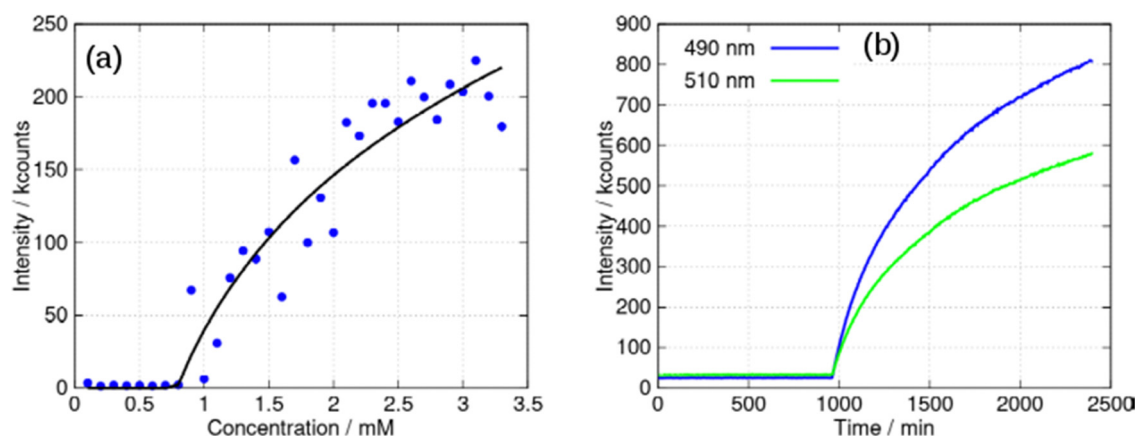 (a)
Intensity / kcounts
250
200
150
100
50
0
0 0.5 1 1.5 2 2.5 3 3.5
Concentration / mM
(b)
490 nm
510 nm
Intensity / kcounts
900
800
700
600
500
400
300
200
100
0
0 500 1000 1500 2000 2500
Time / min